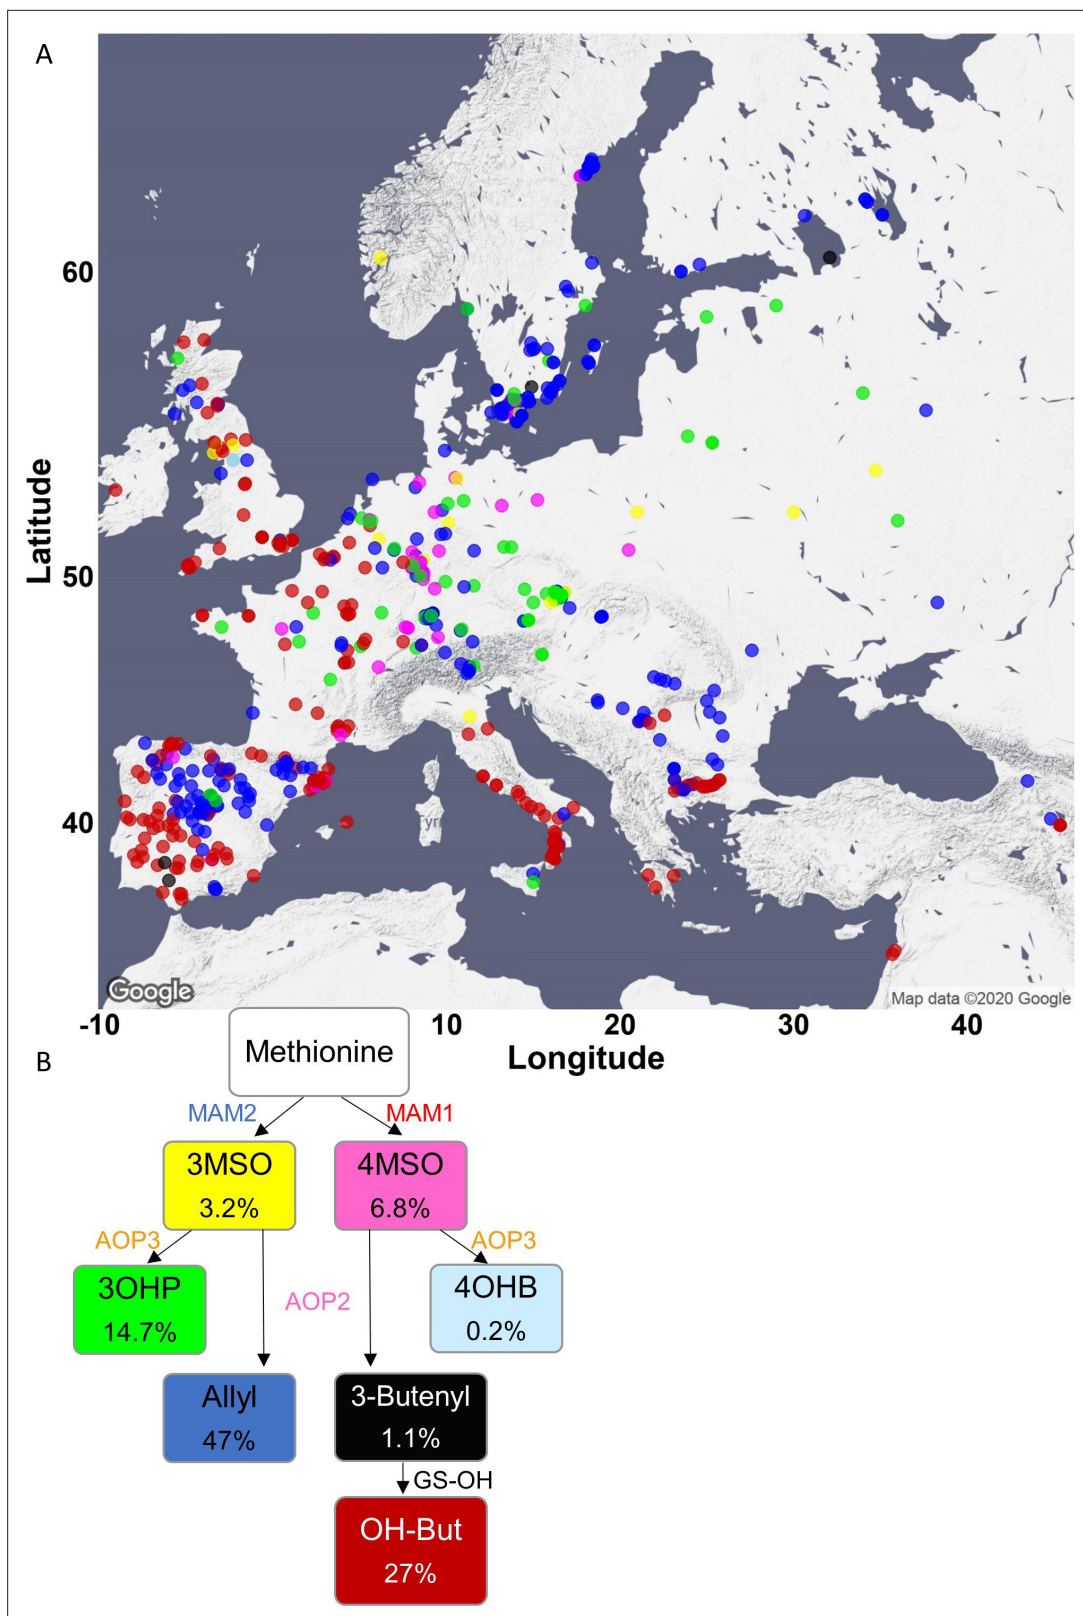 A
60
50
40
Latitude
yr
Google
Map data ©2020 Google
-10
10
20
30
40
Longitude
B
Methionine
MAM2
MAM1
3MSO
3.2%
4MSO
6.8%
AOP3
AOP3
3OHP
14.7%
AOP2
4OHB
0.2%
Allyl
47%
3-Butenyl
1.1%
GS-OH
OH-But
27%